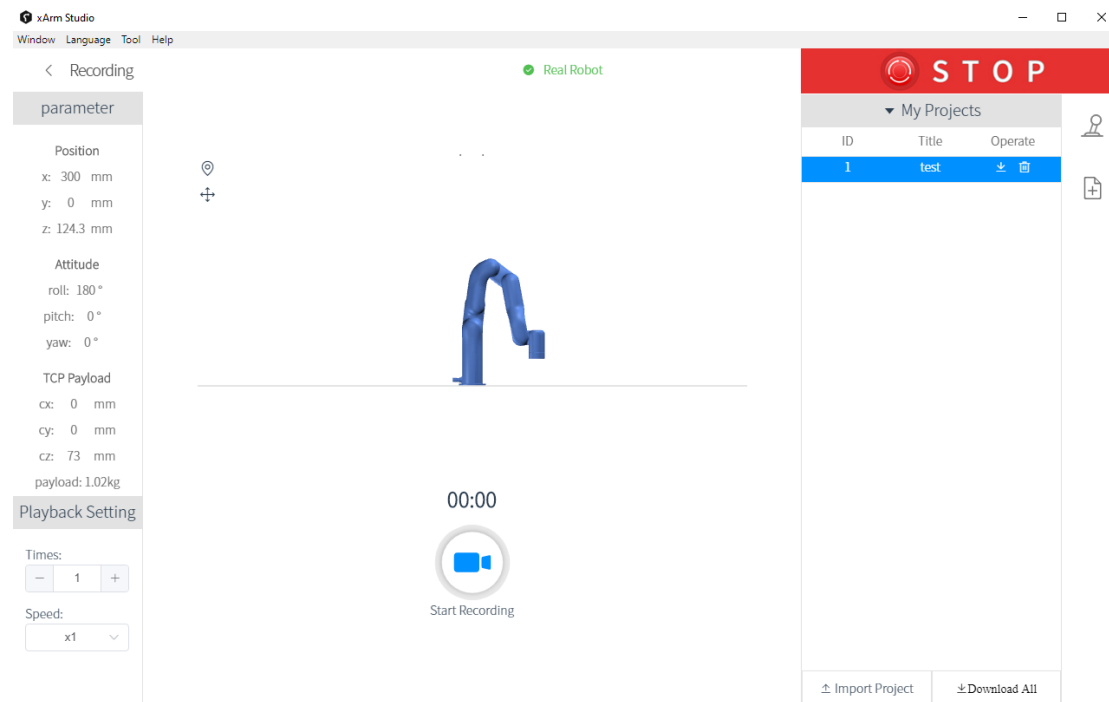 xArm Studio
Window Language Tool Help
Recording
Real Robot
STOP
parameter
Position
x: 300 mm
y: 0 mm
z: 124.3 mm
Attitude
roll: 180 °
pitch: 0 °
yaw: 0 °
TCP Payload
cx: 0 mm
cy: 0 mm
cz: 73 mm
payload: 1.02kg
Playback Setting
Times:
− 1 +
Speed:
x1
00:00
Start Recording
My Projects
ID Title Operate
1 test
Import Project
Download All